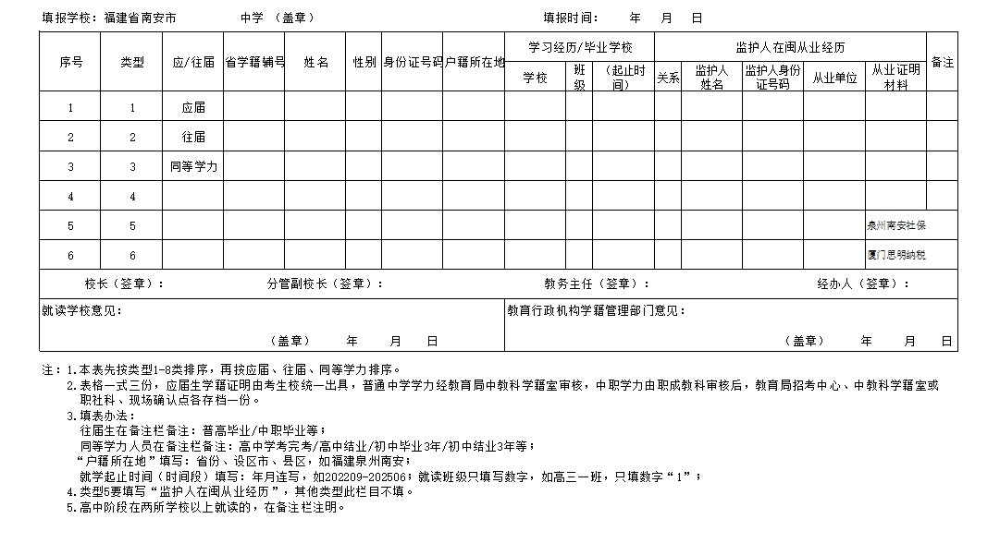 填报学校：福建省南安市 中学 （盖章） 填报时间： 年 月 日
序号 类型 应/往届 省学籍辅号 姓名 性别 身份证号码 户籍所在地 学习经历/毕业学校 监护人在闽从业经历 备注
学校 班级 （起止时间） 关系 监护人姓名 监护人身份证号码 从业单位 从业证明材料
1 1 应届
2 2 往届
3 3 同等学力
4 4
5 5 泉州南安社保
6 6 厦门思明纳税
校长（签章）： 分管副校长（签章）： 教务主任（签章）： 经办人（签章）：
就读学校意见： 教育行政机构学籍管理部门意见：
（盖章） 年 月 日 （盖章） 年 月 日
注：1.本表先按类型1-8类排序，再按应届、往届、同等学力排序。
2.表格一式三份，应届生学籍证明由考生校统一出具，普通中学学力经教育局中教科学籍室审核，中职学力由职成教科审核后，教育局招考中心、中教科学籍室或
职社科、现场确认点各存档一份。
3.填表办法：
往届生在备注栏备注：普高毕业/中职毕业等；
同等学力人员在备注栏备注：高中学考完考/高中结业/初中毕业3年/初中结业3年等；
“户籍所在地”填写：省份、设区市、县区，如福建泉州南安；
就学起止时间（时间段）填写：年月连写，如202209-202506；就读班级只填写数字，如高三一班，只填数字“1”；
4.类型5要填写“监护人在闽从业经历”，其他类型此栏目不填。
5.高中阶段在两所学校以上就读的，在备注栏注明。